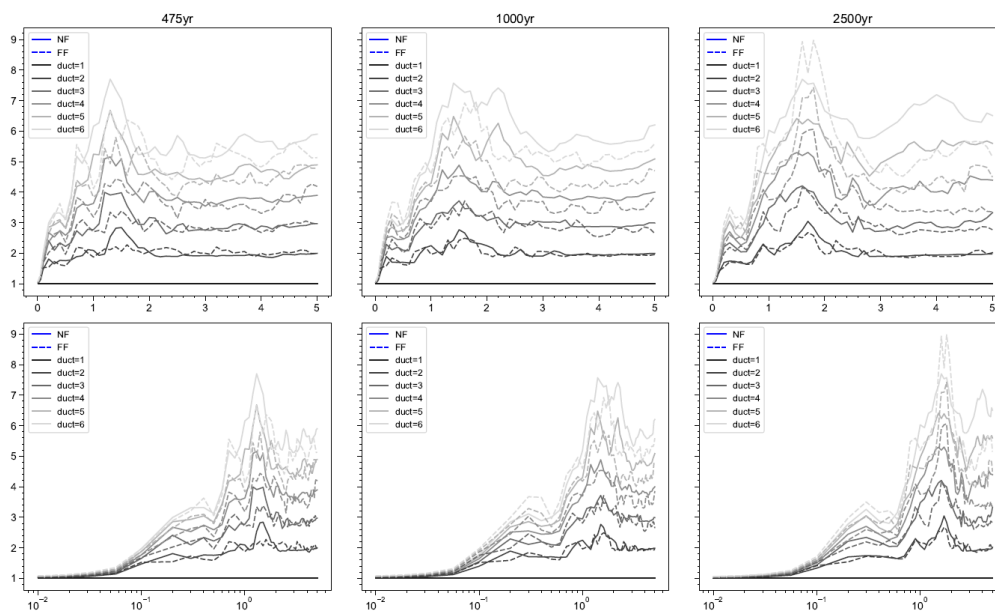 475yr
1000yr
2500yr
9
8
7
6
5
4
3
2
1
NF
FF
duct=1
duct=2
duct=3
duct=4
duct=5
duct=6
0 1 2 3 4 5
NF
FF
duct=1
duct=2
duct=3
duct=4
duct=5
duct=6
0 1 2 3 4 5
NF
FF
duct=1
duct=2
duct=3
duct=4
duct=5
duct=6
0 1 2 3 4 5
9
8
7
6
5
4
3
2
1
NF
FF
duct=1
duct=2
duct=3
duct=4
duct=5
duct=6
10⁻² 10⁻¹ 10⁰
NF
FF
duct=1
duct=2
duct=3
duct=4
duct=5
duct=6
10⁻² 10⁻¹ 10⁰
NF
FF
duct=1
duct=2
duct=3
duct=4
duct=5
duct=6
10⁻² 10⁻¹ 10⁰